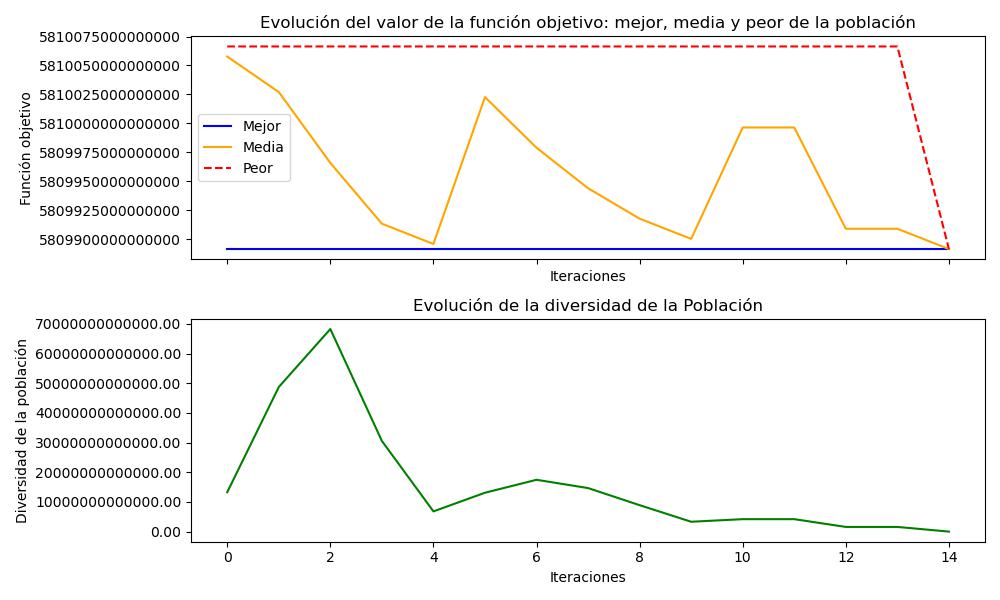 Evolución del valor de la función objetivo: mejor, media y peor de la población
5810075000000000
5810050000000000
5810025000000000
5810000000000000
5809975000000000
5809950000000000
5809925000000000
5809900000000000
Función objetivo
Mejor
Media
Peor
Iteraciones
Evolución de la diversidad de la Población
70000000000000.00
60000000000000.00
50000000000000.00
40000000000000.00
30000000000000.00
20000000000000.00
10000000000000.00
0.00
Diversidad de la población
0 2 4 6 8 10 12 14
Iteraciones